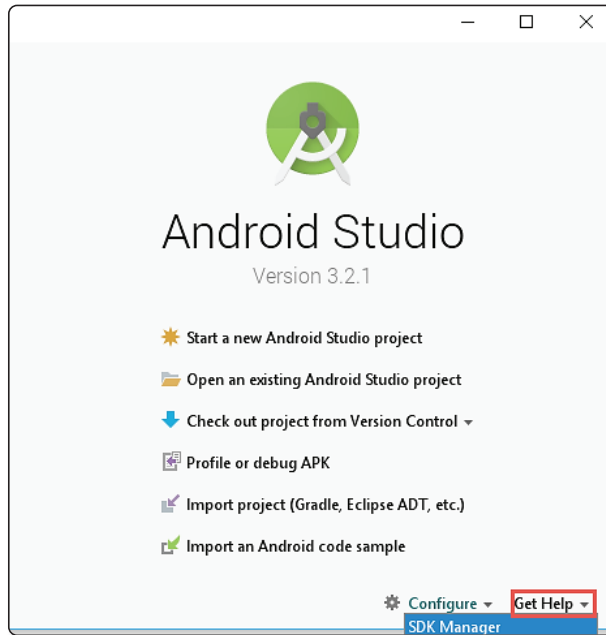 Android Studio
Version 3.2.1
Start a new Android Studio project
Open an existing Android Studio project
Check out project from Version Control
Profile or debug APK
Import project (Gradle, Eclipse ADT, etc.)
Import an Android code sample
Configure Get Help
SDK Manager